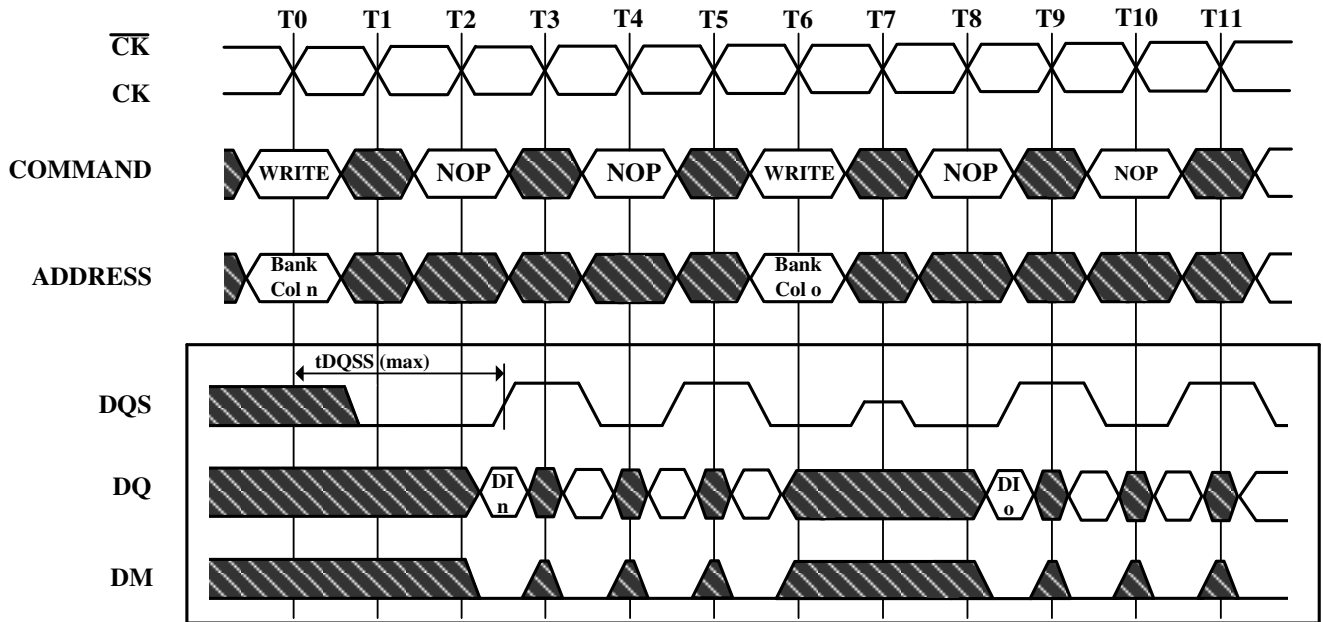 T0 T1 T2 T3 T4 T5 T6 T7 T8 T9 T10 T11
CK
CK
COMMAND
WRITE NOP NOP WRITE NOP NOP
ADDRESS
Bank
Col n
Bank
Col o
tDQSS (max)
DQS
DQ
DI
n
DI
o
DM